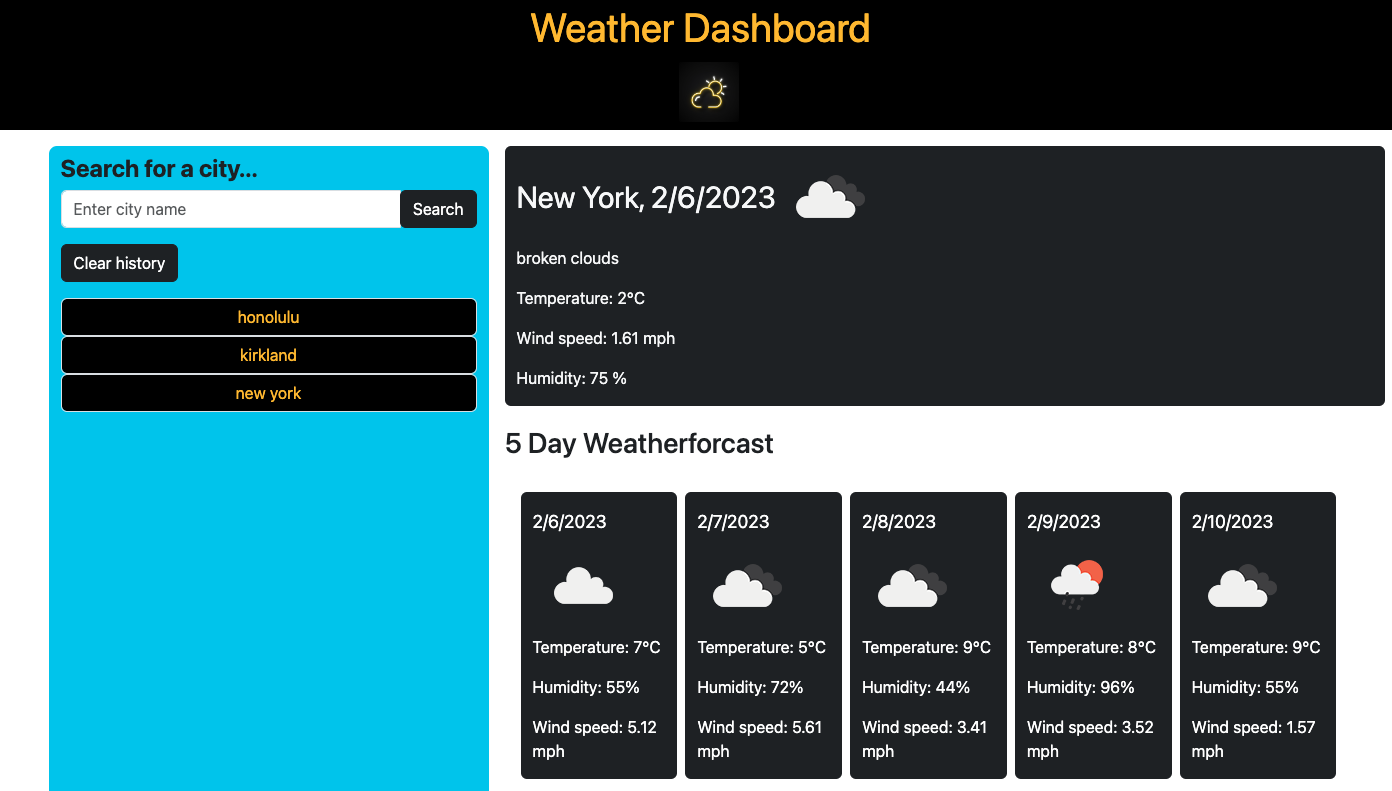 Weather Dashboard
Search for a city...
Enter city name
Search
Clear history
honolulu
kirkland
new york
New York, 2/6/2023
broken clouds
Temperature: 2°C
Wind speed: 1.61 mph
Humidity: 75 %
5 Day Weatherforcast
2/6/2023
Temperature: 7°C
Humidity: 55%
Wind speed: 5.12
mph
2/7/2023
Temperature: 5°C
Humidity: 72%
Wind speed: 5.61
mph
2/8/2023
Temperature: 9°C
Humidity: 44%
Wind speed: 3.41
mph
2/9/2023
Temperature: 8°C
Humidity: 96%
Wind speed: 3.52
mph
2/10/2023
Temperature: 9°C
Humidity: 55%
Wind speed: 1.57
mph